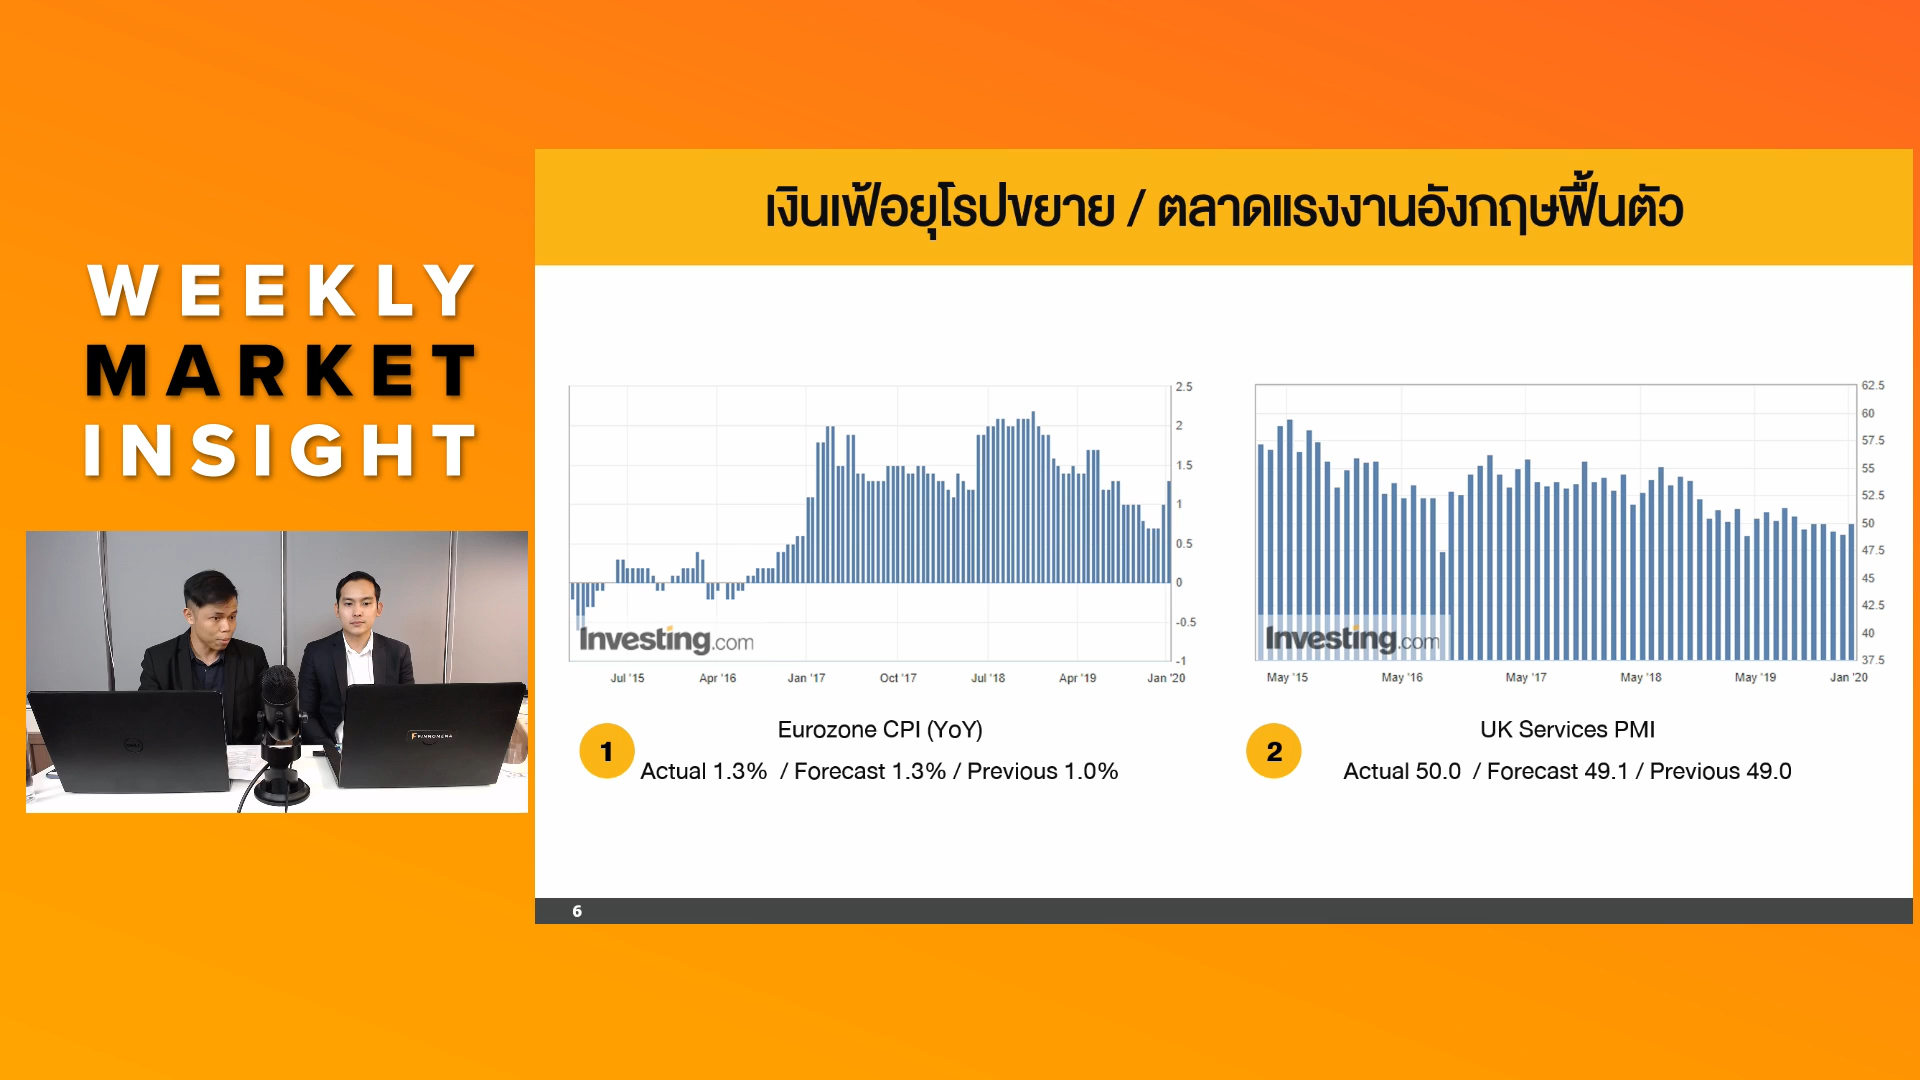 WEEKLY
MARKET
INSIGHT
เงินเฟ้อยุโรปขยาย / ตลาดแรงงานอังกฤษฟื้นตัว
2.5
2
1.5
1
0.5
0
-0.5
-1
Jul '15 Apr '16 Jan '17 Oct '17 Jul '18 Apr '19 Jan '20
Investing.com
62.5
60
57.5
55
52.5
50
47.5
45
42.5
40
37.5
May '15 May '16 May '17 May '18 May '19 Jan '20
Investing.com
1
Eurozone CPI (YoY)
Actual 1.3% / Forecast 1.3% / Previous 1.0%
2
UK Services PMI
Actual 50.0 / Forecast 49.1 / Previous 49.0
FINNOMENA
6